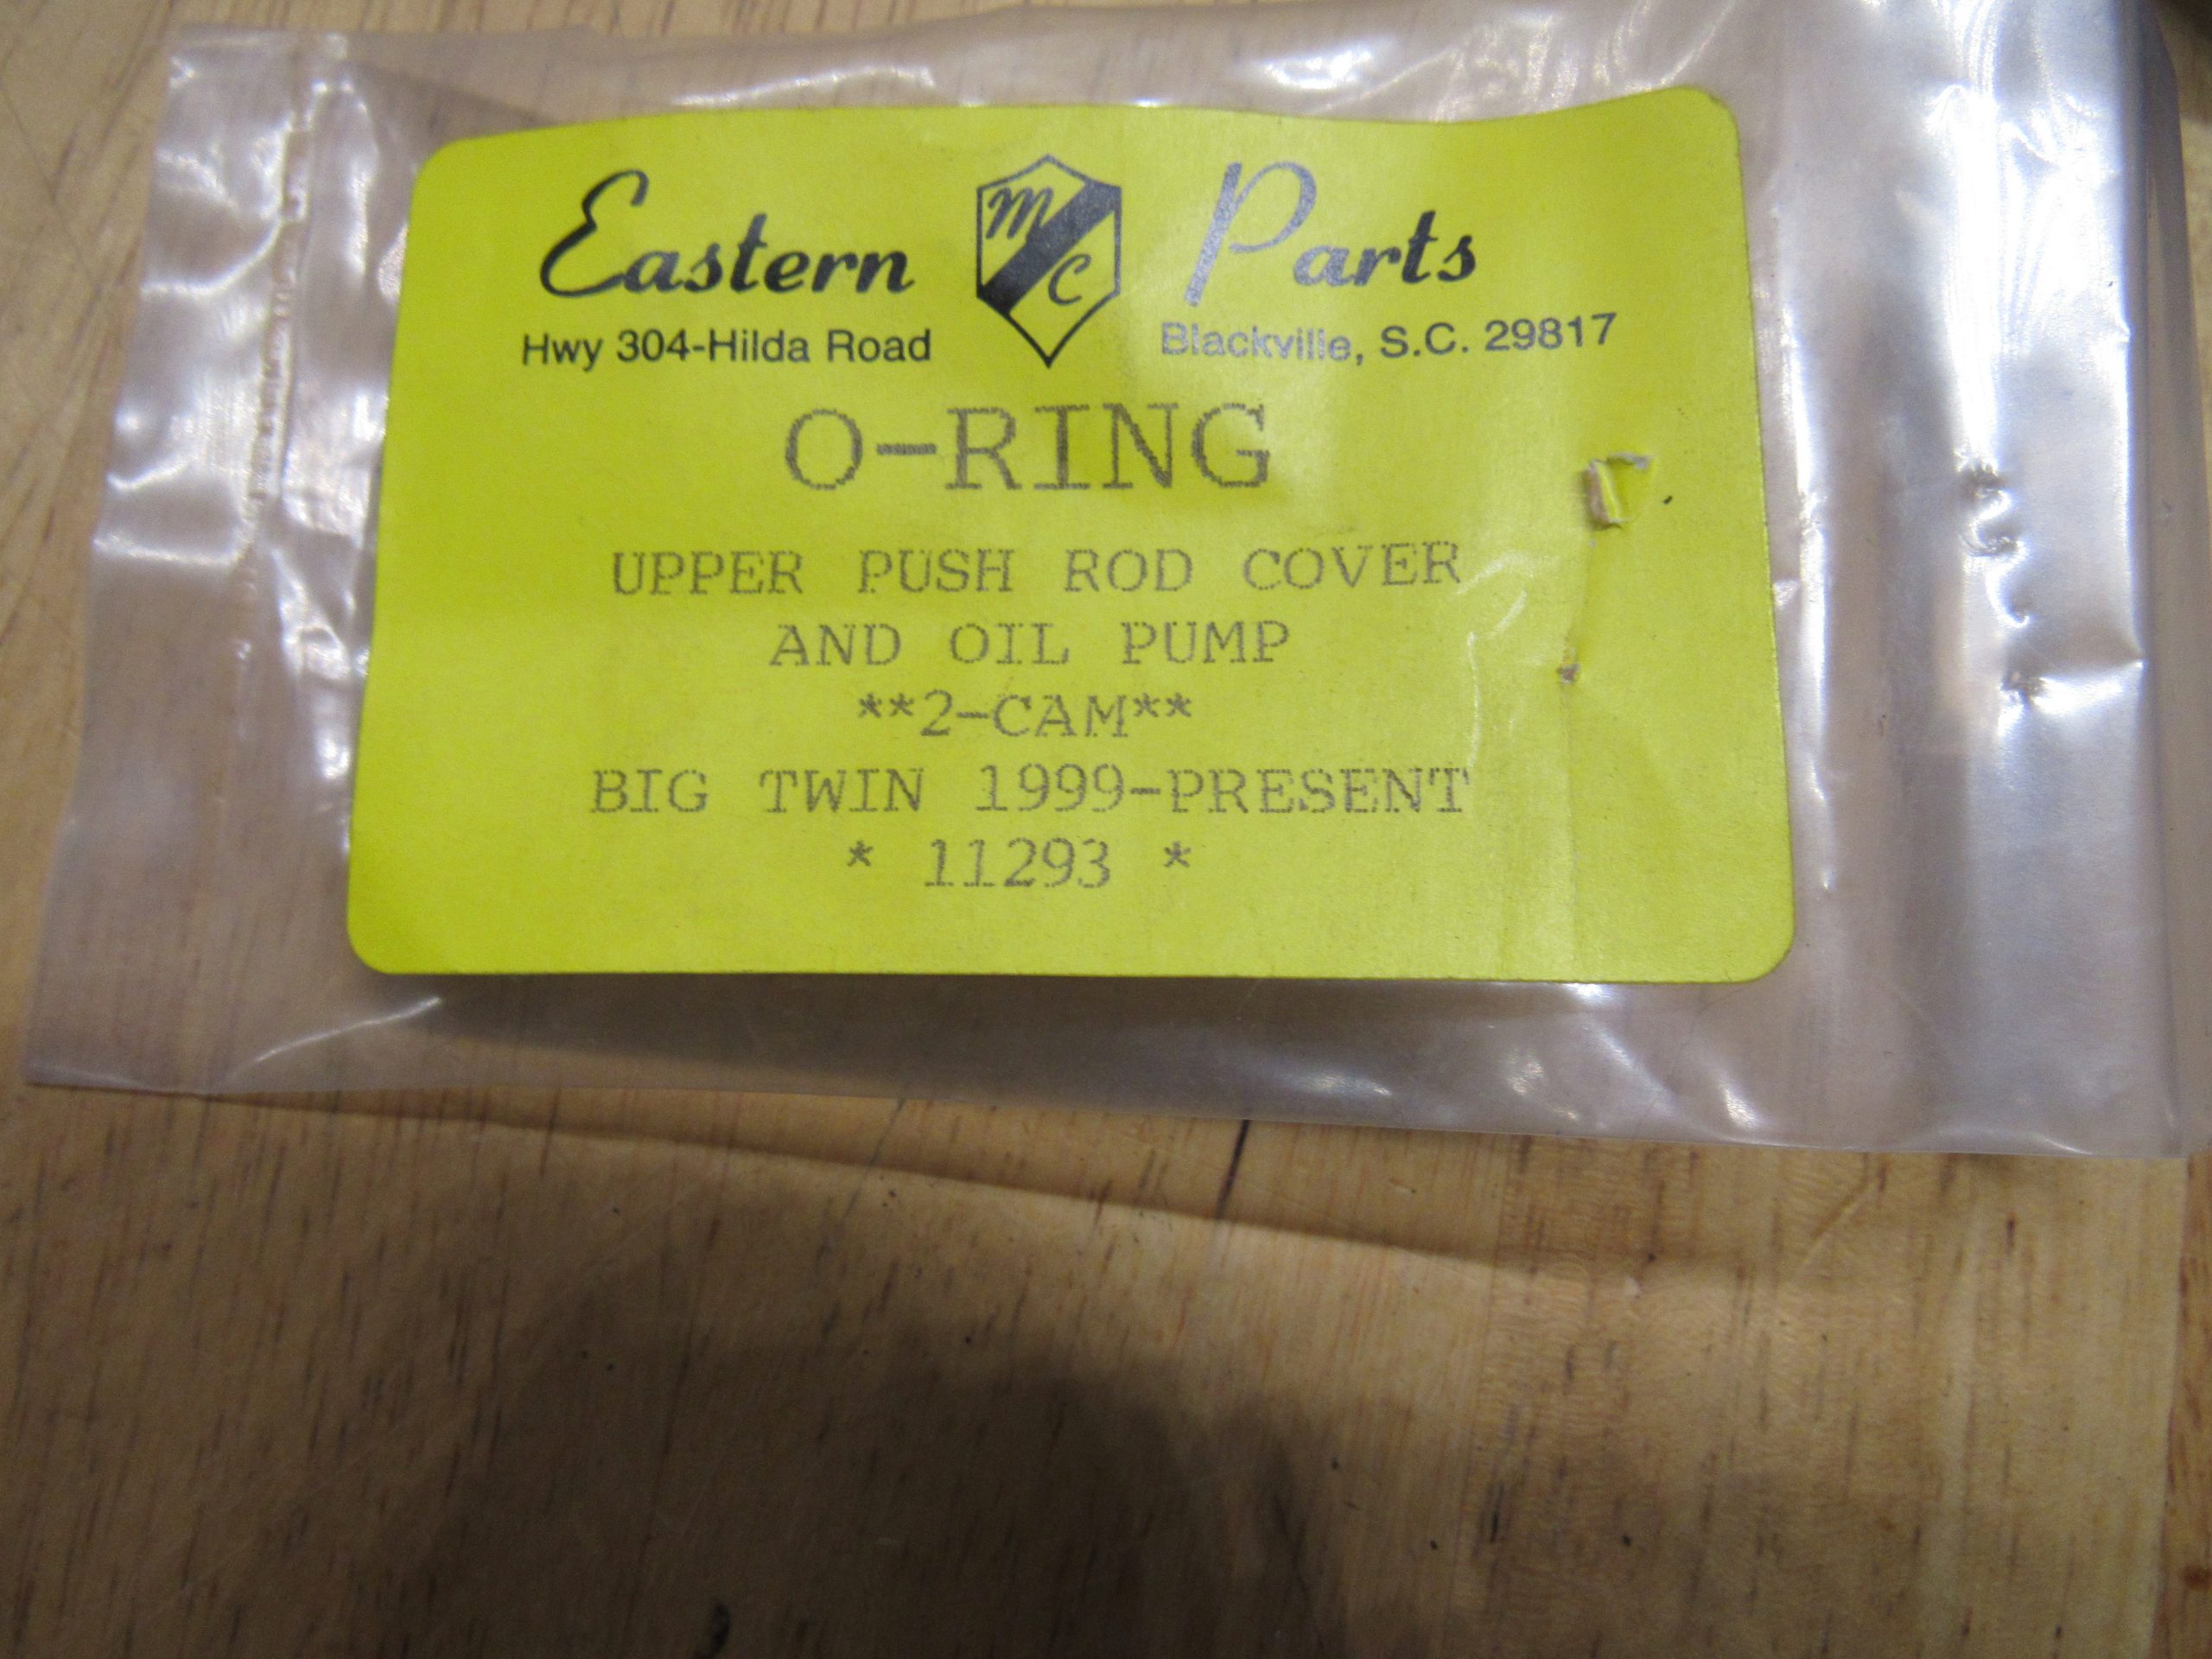 Eastern MC Parts
Hwy 304-Hilda Road Blackville, S.C. 29817
O-RING
UPPER PUSH ROD COVER
AND OIL PUMP
**2-CAM**
BIG TWIN 1999-PRESENT
* 11293 *